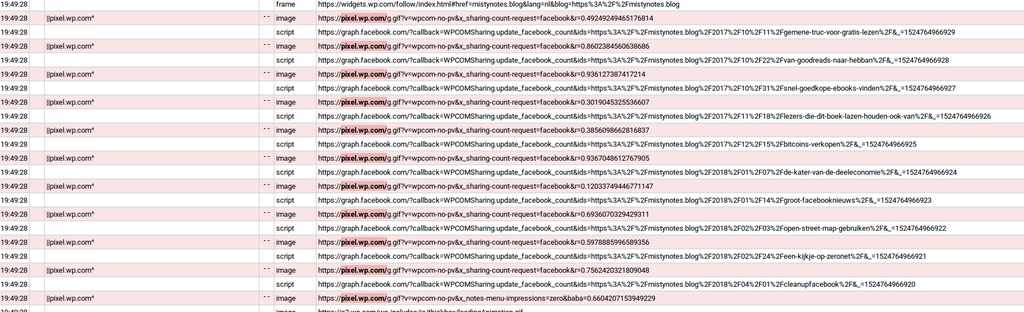 19:49:28 frame https://widgets.wp.com/follow/index.html#href=mistynotes.blog&lang=nl&blog=https%3A%2F%2Fmistynotes.blog
19:49:28 ||pixel.wp.com^ -- image https://pixel.wp.com/g.gif?v=wpcom-no-pv&x_sharing-count-request=facebook&r=0.49249249465176814
19:49:28 script https://graph.facebook.com/?callback=WPCOMSharing.update_facebook_count&ids=https%3A%2F%2Fmistynotes.blog%2F2017%2F10%2F11%2Fgemene-truc-voor-gratis-lezen%2F&_=1524764966929
19:49:28 ||pixel.wp.com^ -- image https://pixel.wp.com/g.gif?v=wpcom-no-pv&x_sharing-count-request=facebook&r=0.8602384560638686
19:49:28 script https://graph.facebook.com/?callback=WPCOMSharing.update_facebook_count&ids=https%3A%2F%2Fmistynotes.blog%2F2017%2F10%2F22%2Fvan-goodreads-naar-hebban%2F&_=1524764966928
19:49:28 ||pixel.wp.com^ -- image https://pixel.wp.com/g.gif?v=wpcom-no-pv&x_sharing-count-request=facebook&r=0.936127387417214
19:49:28 script https://graph.facebook.com/?callback=WPCOMSharing.update_facebook_count&ids=https%3A%2F%2Fmistynotes.blog%2F2017%2F10%2F31%2Fsnel-goedkope-ebooks-vinden%2F&_=1524764966927
19:49:28 ||pixel.wp.com^ -- image https://pixel.wp.com/g.gif?v=wpcom-no-pv&x_sharing-count-request=facebook&r=0.3019045325536607
19:49:28 script https://graph.facebook.com/?callback=WPCOMSharing.update_facebook_count&ids=https%3A%2F%2Fmistynotes.blog%2F2017%2F11%2F18%2Flezers-die-dit-boek-lazen-houden-ook-van%2F&_=1524764966926
19:49:28 ||pixel.wp.com^ -- image https://pixel.wp.com/g.gif?v=wpcom-no-pv&x_sharing-count-request=facebook&r=0.3856098662816837
19:49:28 script https://graph.facebook.com/?callback=WPCOMSharing.update_facebook_count&ids=https%3A%2F%2Fmistynotes.blog%2F2017%2F12%2F15%2Fbitcoins-verkopen%2F&_=1524764966925
19:49:28 ||pixel.wp.com^ -- image https://pixel.wp.com/g.gif?v=wpcom-no-pv&x_sharing-count-request=facebook&r=0.9367048612767905
19:49:28 script https://graph.facebook.com/?callback=WPCOMSharing.update_facebook_count&ids=https%3A%2F%2Fmistynotes.blog%2F2018%2F01%2F07%2Fde-kater-van-de-deeleconomie%2F&_=1524764966924
19:49:28 ||pixel.wp.com^ -- image https://pixel.wp.com/g.gif?v=wpcom-no-pv&x_sharing-count-request=facebook&r=0.12033749446771147
19:49:28 script https://graph.facebook.com/?callback=WPCOMSharing.update_facebook_count&ids=https%3A%2F%2Fmistynotes.blog%2F2018%2F01%2F14%2Fgroot-facebooknieuws%2F&_=1524764966923
19:49:28 ||pixel.wp.com^ -- image https://pixel.wp.com/g.gif?v=wpcom-no-pv&x_sharing-count-request=facebook&r=0.6936070329429311
19:49:28 script https://graph.facebook.com/?callback=WPCOMSharing.update_facebook_count&ids=https%3A%2F%2Fmistynotes.blog%2F2018%2F02%2F03%2Fopen-street-map-gebruiken%2F&_=1524764966922
19:49:28 ||pixel.wp.com^ -- image https://pixel.wp.com/g.gif?v=wpcom-no-pv&x_sharing-count-request=facebook&r=0.5978885996589356
19:49:28 script https://graph.facebook.com/?callback=WPCOMSharing.update_facebook_count&ids=https%3A%2F%2Fmistynotes.blog%2F2018%2F02%2F24%2Feen-kijkje-op-zeronet%2F&_=1524764966921
19:49:28 ||pixel.wp.com^ -- image https://pixel.wp.com/g.gif?v=wpcom-no-pv&x_sharing-count-request=facebook&r=0.7562420321809048
19:49:28 script https://graph.facebook.com/?callback=WPCOMSharing.update_facebook_count&ids=https%3A%2F%2Fmistynotes.blog%2F2018%2F04%2F01%2Fcleanupfacebook%2F&_=1524764966920
19:49:28 ||pixel.wp.com^ -- image https://pixel.wp.com/g.gif?v=wpcom-no-pv&x_notes-menu-impressions=zero&baba=0.6604207153949229